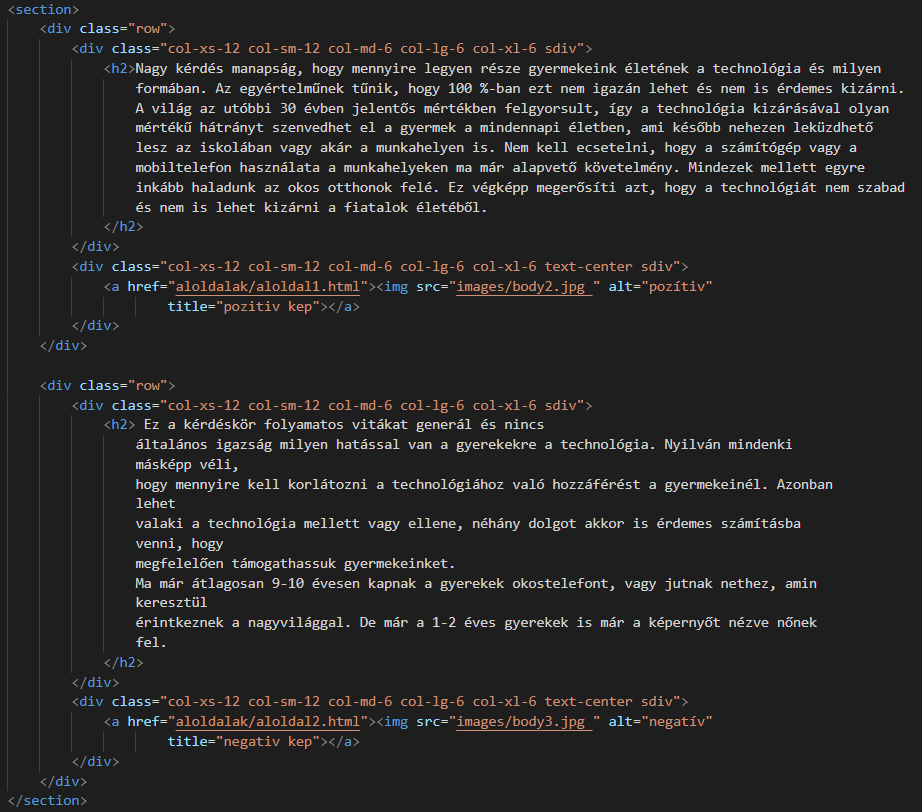 <section>
<div class="row">
<div class="col-xs-12 col-sm-12 col-md-6 col-lg-6 col-xl-6 sdiv">
<h2>Nagy kérdés manapság, hogy mennyire legyen része gyermekeink életének a technológia és milyen
formában. Az egyértelműnek tűnik, hogy 100 %-ban ezt nem igazán lehet és nem is érdemes kizárni.
A világ az utóbbi 30 évben jelentős mértékben felgyorsult, így a technológia kizárásával olyan
mértékű hátrányt szenvedhet el a gyermek a mindennapi életben, ami később nehezen leküzdhető
lesz az iskolában vagy akár a munkahelyen is. Nem kell ecsetelni, hogy a számítógép vagy a
mobiltelefon használata a munkahelyeken ma már alapvető követelmény. Mindezek mellett egyre
inkább haladunk az okos otthonok felé. Ez végképp megerősíti azt, hogy a technológiát nem szabad
és nem is lehet kizárni a fiatalok életéből.
</h2>
</div>
<div class="col-xs-12 col-sm-12 col-md-6 col-lg-6 col-xl-6 text-center sdiv">
<a href="aloldalak/aloldal1.html"><img src="images/body2.jpg " alt="pozítiv"
title="pozitiv kep"></a>
</div>
</div>
<div class="row">
<div class="col-xs-12 col-sm-12 col-md-6 col-lg-6 col-xl-6 sdiv">
<h2> Ez a kérdéskör folyamatos vitákat generál és nincs
általános igazság milyen hatással van a gyerekekre a technológia. Nyilván mindenki
másképp véli,
hogy mennyire kell korlátozni a technológiához való hozzáférést a gyermekeinél. Azonban
lehet
valaki a technológia mellett vagy ellene, néhány dolgot akkor is érdemes számításba
venni, hogy
megfelelően támogathassuk gyermekeinket.
Ma már átlagosan 9-10 évesen kapnak a gyerekek okostelefont, vagy jutnak nethez, amin
keresztül
érintkeznek a nagyvilággal. De már a 1-2 éves gyerekek is már a képernyőt nézve nőnek
fel.
</h2>
</div>
<div class="col-xs-12 col-sm-12 col-md-6 col-lg-6 col-xl-6 text-center sdiv">
<a href="aloldalak/aloldal2.html"><img src="images/body3.jpg " alt="negatív"
title="negativ kep"></a>
</div>
</div>
</section>